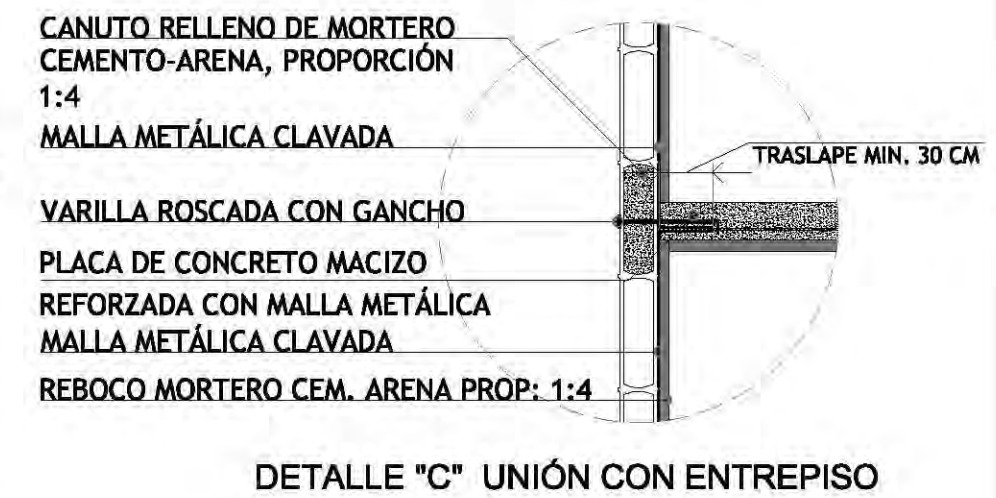 CANUTO RELLENO DE MORTERO
CEMENTO-ARENA, PROPORCIÓN
1:4
MALLA METÁLICA CLAVADA
TRASLAPE MIN. 30 CM
VARILLA ROSCADA CON GANCHO
PLACA DE CONCRETO MACIZO
REFORZADA CON MALLA METÁLICA
MALLA METÁLICA CLAVADA
REBOCO MORTERO CEM. ARENA PROP: 1:4
DETALLE "C" UNIÓN CON ENTREPISO